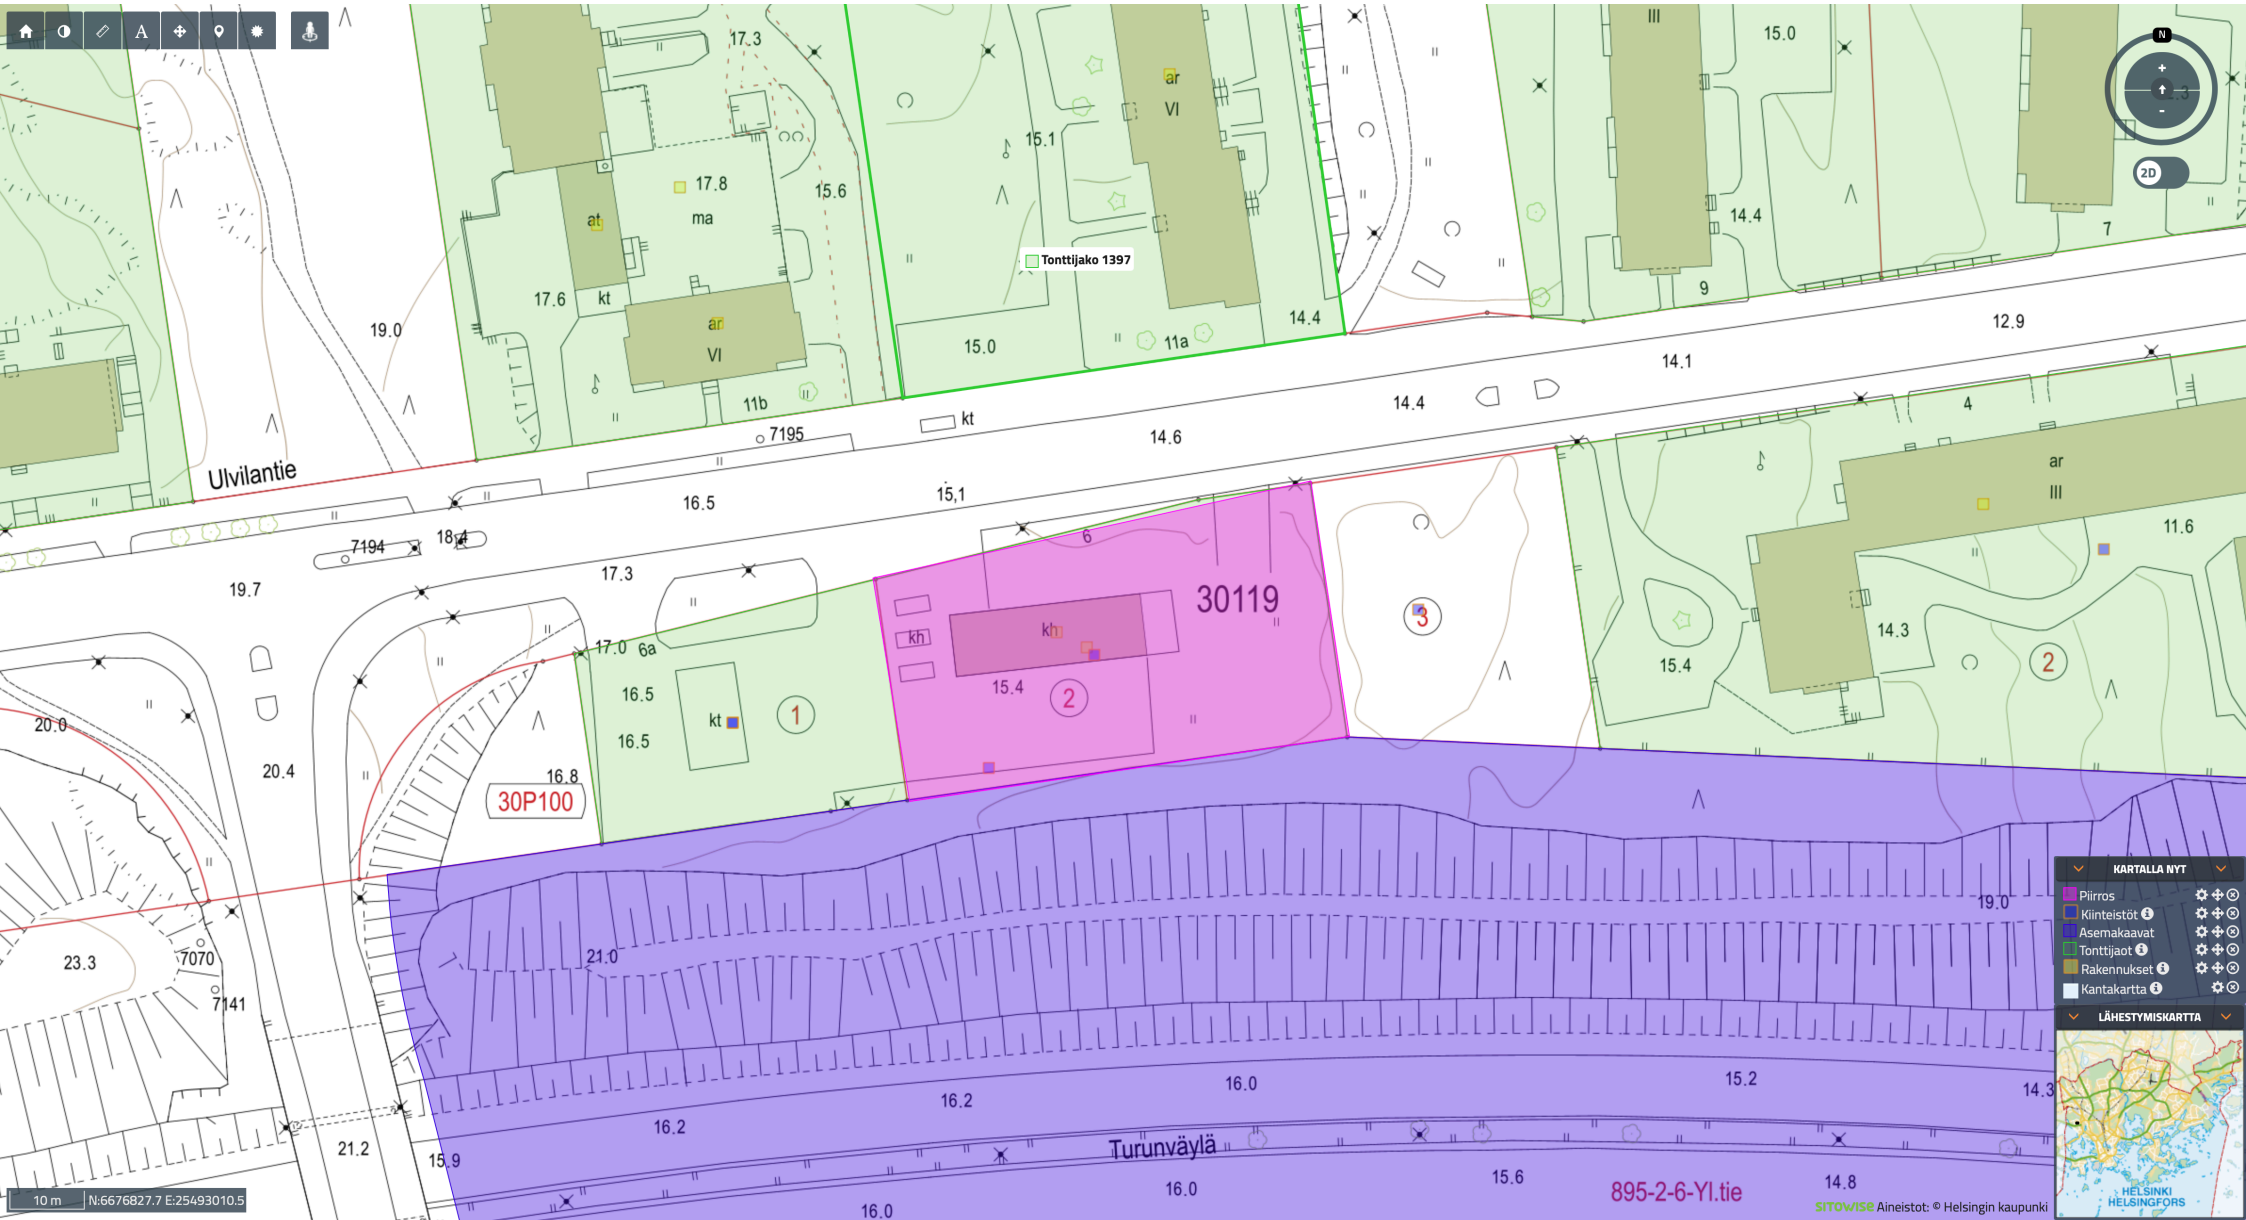 A
N
2D
III
15.0
17.3
ar
VI
15.1
17.8
ma
15.6
at
14.4
7
Tonttijako 1397
17.6
kt
9
19.0
ar
VI
15.0
11a
14.4
12.9
14.1
11b
14.4
4
kt
7195
14.6
ar
III
Ulvilantie
15,1
16.5
11.6
18.4
7194
6
17.3
19.7
30119
kh
kh
3
17.0
6a
14.3
15.4
2
16.5
15.4
2
1
kt
20.0
16.5
20.4
16.8
30P100
KARTALLA NYT
Piirros
Kiinteistöt
Asemakaavat
Tonttijaot
Rakennukset
Kantakartta
19.0
21.0
23.3
7070
7141
LÄHESTYMISKARTTA
15.2
16.0
14.3
16.2
16.2
21.2
15.9
Turunväylä
16.0
15.6
14.8
895-2-6-Yl.tie
16.0
HELSINKI
HELSINGFORS
10 m
N:6676827.7 E:25493010.5
SITOWISE Aineistot: © Helsingin kaupunki